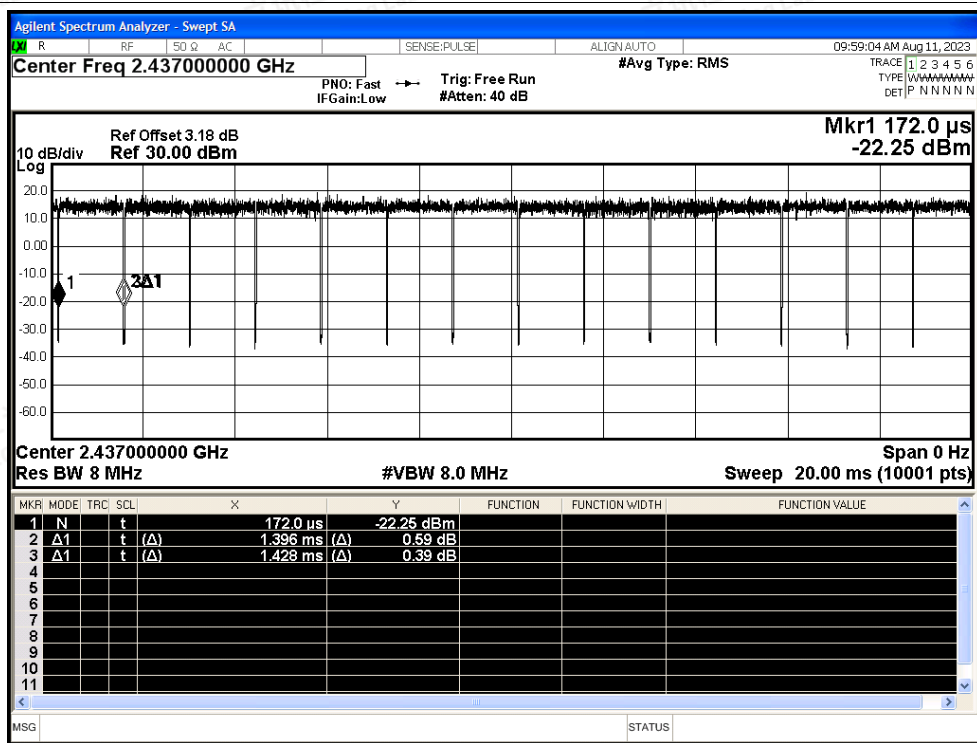 Agilent Spectrum Analyzer - Swept SA
LXI R RF 50 Ω AC SENSE:PULSE ALIGN AUTO 09:59:04 AM Aug 11, 2023
Center Freq 2.437000000 GHz #Avg Type: RMS TRACE 1 2 3 4 5 6
PNO: Fast Trig: Free Run TYPE WWWWWW
IFGain:Low #Atten: 40 dB DET P N N N N N
Mkr1 172.0 µs
Ref Offset 3.18 dB
10 dB/div Ref 30.00 dBm -22.25 dBm
Log
20.0
10.0
0.00
-10.0
1 3Δ1
-20.0
-30.0
-40.0
-50.0
-60.0
Center 2.437000000 GHz Span 0 Hz
Res BW 8 MHz #VBW 8.0 MHz Sweep 20.00 ms (10001 pts)
MKR MODE TRC SCL X Y FUNCTION FUNCTION WIDTH FUNCTION VALUE
1 N t 172.0 µs -22.25 dBm
2 Δ1 t (Δ) 1.396 ms (Δ) 0.59 dB
3 Δ1 t (Δ) 1.428 ms (Δ) 0.39 dB
4
5
6
7
8
9
10
11
MSG STATUS